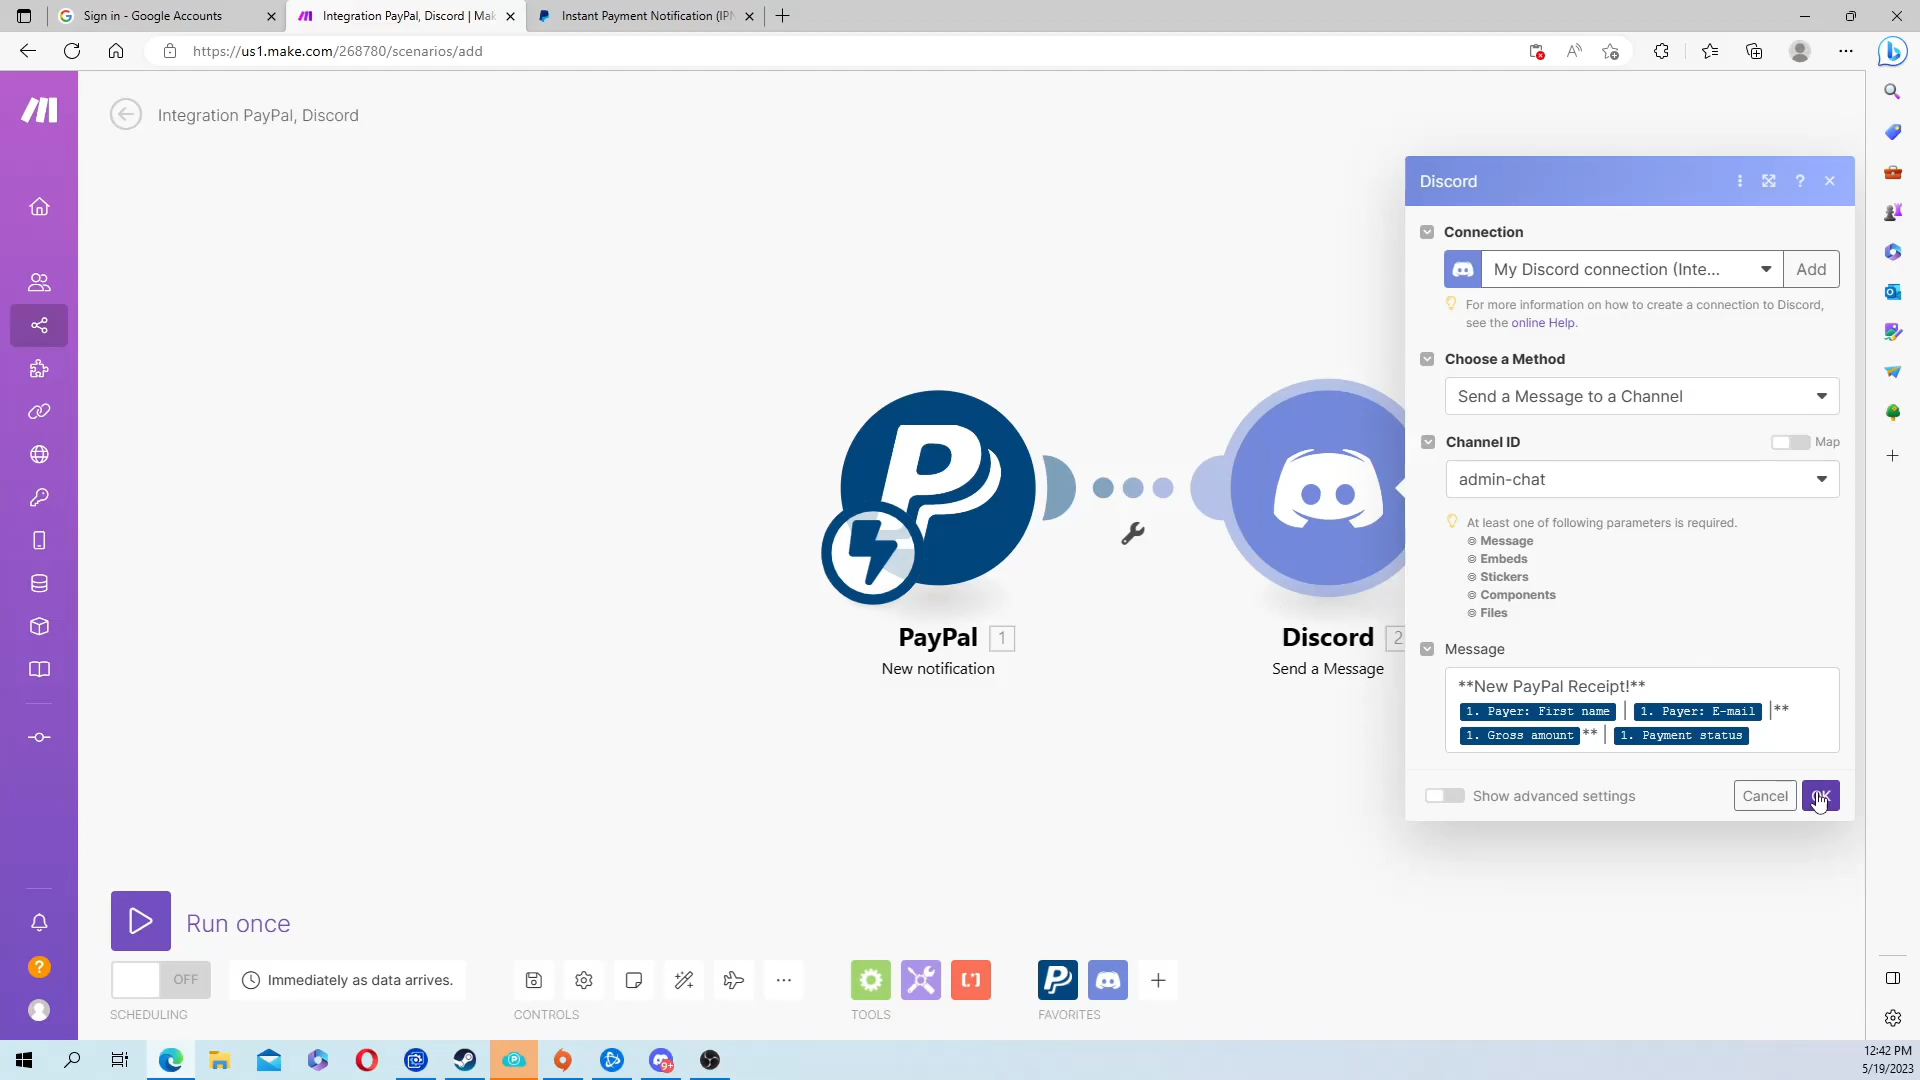 Sign in - Google Accounts
Integration PayPal, Discord | Mak
Instant Payment Notification (IPN
https://us1.make.com/268780/scenarios/add
Integration PayPal, Discord
Discord
Connection
My Discord connection (Inte...
Add
For more information on how to create a connection to Discord,
see the online Help.
Choose a Method
Send a Message to a Channel
Channel ID
Map
admin-chat
At least one of following parameters is required.
Message
Embeds
Stickers
Components
Files
Message
**New PayPal Receipt!**
1. Payer: First name | 1. Payer: E-mail |**
1. Gross amount ** | 1. Payment status
Show advanced settings
Cancel
OK
PayPal 1
New notification
Discord 2
Send a Message
Run once
OFF
Immediately as data arrives.
SCHEDULING
CONTROLS
TOOLS
FAVORITES
9+
12:42 PM
5/19/2023